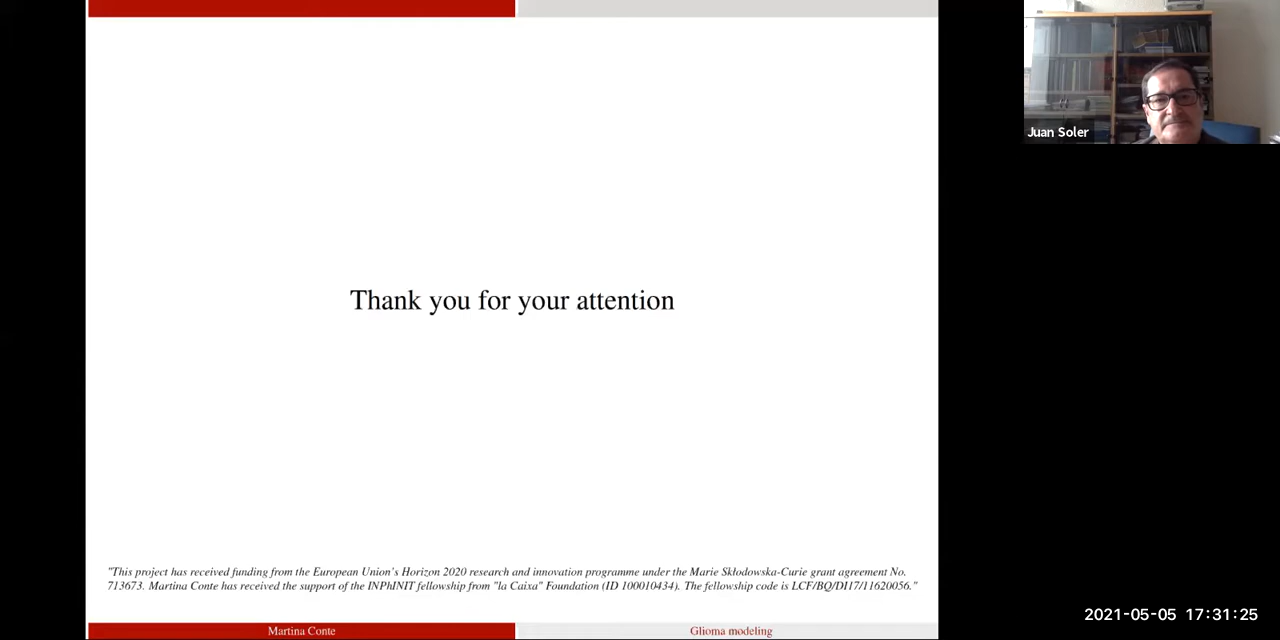 Juan Soler
Thank you for your attention
"This project has received funding from the European Union's Horizon 2020 research and innovation programme under the Marie Skłodowska-Curie grant agreement No.
713673. Martina Conte has received the support of the INPhINIT fellowship from "la Caixa" Foundation (ID 100010434). The fellowship code is LCF/BQ/DI17/11620056."
Martina Conte
Glioma modeling
2021-05-05 17:31:25